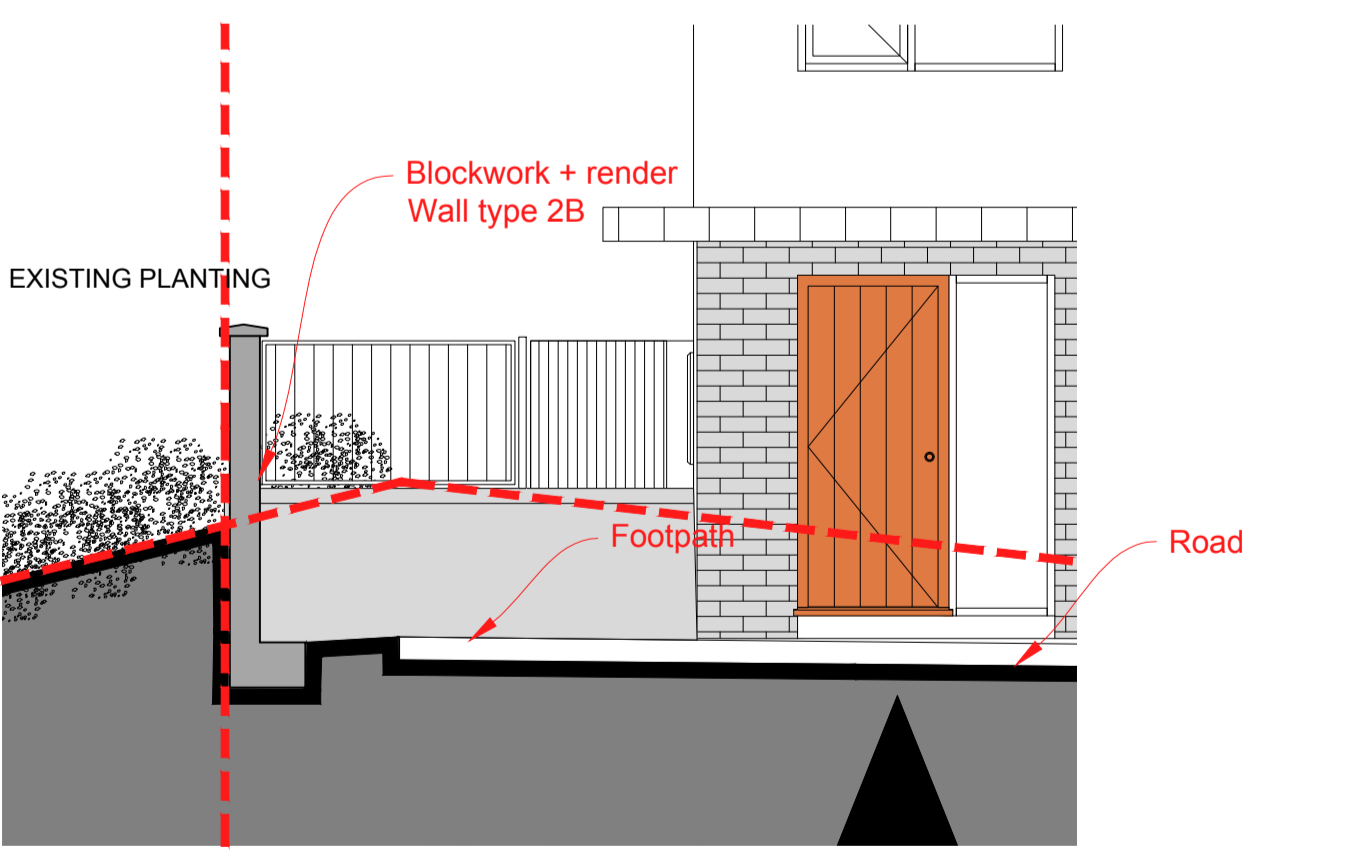 Blockwork + render
Wall type 2B
EXISTING PLANTING
Footpath
Road